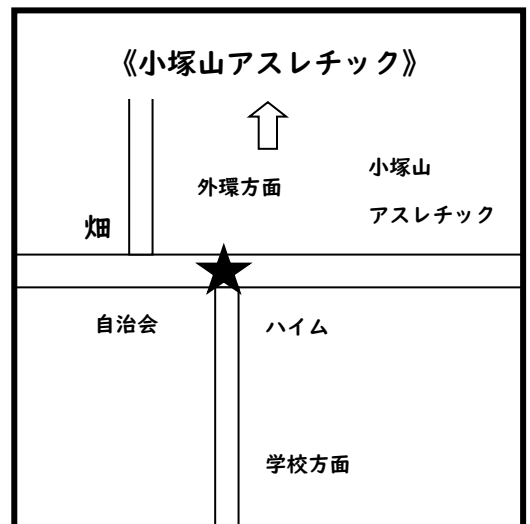 《小塚山アスレチック》
外環方面
小塚山
アスレチック
畑
自治会
ハイム
学校方面